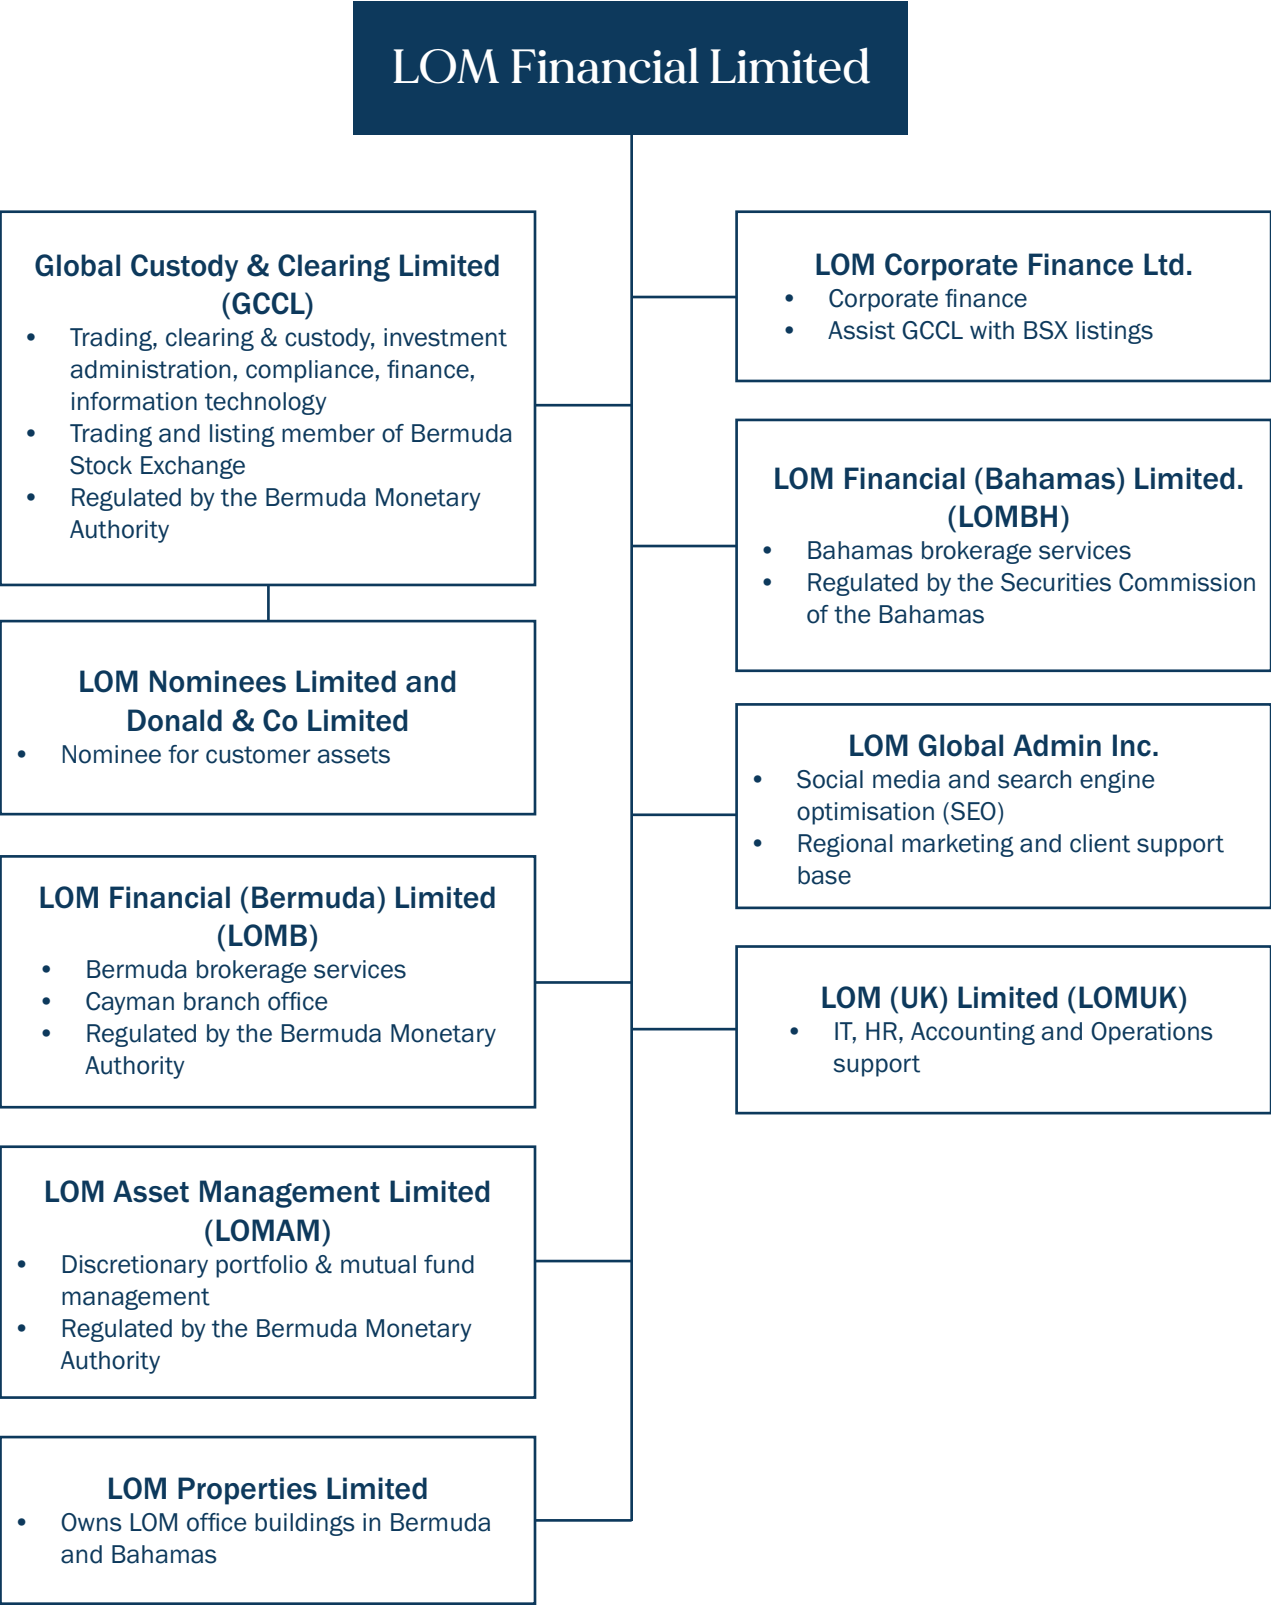 LOM Financial Limited
Global Custody & Clearing Limited
(GCCL)
• Trading, clearing & custody, investment
administration, compliance, finance,
information technology
• Trading and listing member of Bermuda
Stock Exchange
• Regulated by the Bermuda Monetary
Authority
LOM Nominees Limited and
Donald & Co Limited
• Nominee for customer assets
LOM Financial (Bermuda) Limited
(LOMB)
• Bermuda brokerage services
• Cayman branch office
• Regulated by the Bermuda Monetary
Authority
LOM Asset Management Limited
(LOMAM)
• Discretionary portfolio & mutual fund
management
• Regulated by the Bermuda Monetary
Authority
LOM Properties Limited
• Owns LOM office buildings in Bermuda
and Bahamas
LOM Corporate Finance Ltd.
• Corporate finance
• Assist GCCL with BSX listings
LOM Financial (Bahamas) Limited.
(LOMBH)
• Bahamas brokerage services
• Regulated by the Securities Commission
of the Bahamas
LOM Global Admin Inc.
• Social media and search engine
optimisation (SEO)
• Regional marketing and client support
base
LOM (UK) Limited (LOMUK)
• IT, HR, Accounting and Operations
support